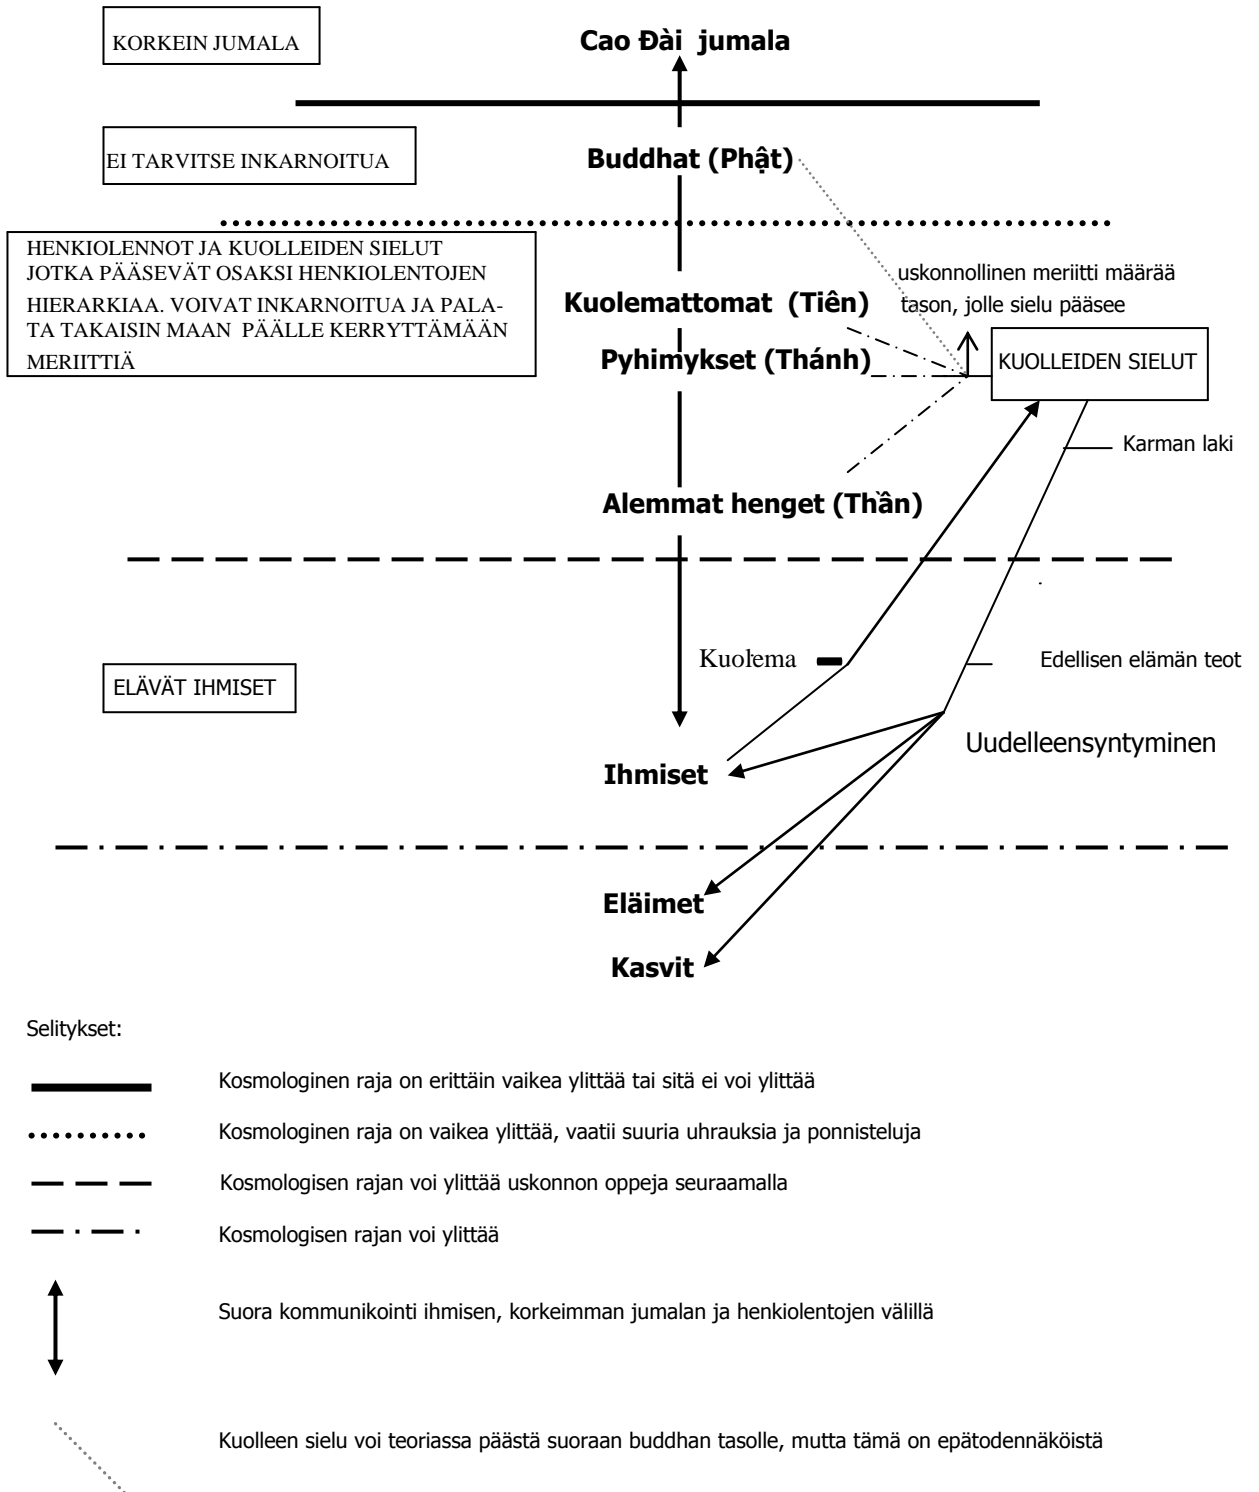 KORKEIN JUMALA
Cao Đài jumala
EI TARVITSE INKARNOITUA
Buddhat (Phật)
HENKIOLENNOT JA KUOLLEIDEN SIELUT
JOTKA PÄÄSEVÄT OSAKSI HENKIOLENTOJEN
HIERARKIAA. VOIVAT INKARNOITUA JA PALA-
TA TAKAISIN MAAN PÄÄLLE KERRYTTÄMÄÄN
MERIITTIÄ
uskonnollinen meriitti määrää
tason, jolle sielu pääsee
Kuolemattomat (Tiên)
Pyhimykset (Thánh)
KUOLLEIDEN SIELUT
Karman laki
Alemmat henget (Thần)
Kuolema
Edellisen elämän teot
ELÄVÄT IHMISET
Uudelleensyntyminen
Ihmiset
Eläimet
Kasvit
Selitykset:
Kosmologinen raja on erittäin vaikea ylittää tai sitä ei voi ylittää
Kosmologinen raja on vaikea ylittää, vaatii suuria uhrauksia ja ponnisteluja
Kosmologisen rajan voi ylittää uskonnon oppeja seuraamalla
Kosmologisen rajan voi ylittää
Suora kommunikointi ihmisen, korkeimman jumalan ja henkiolentojen välillä
Kuolleen sielu voi teoriassa päästä suoraan buddhan tasolle, mutta tämä on epätodennäköistä